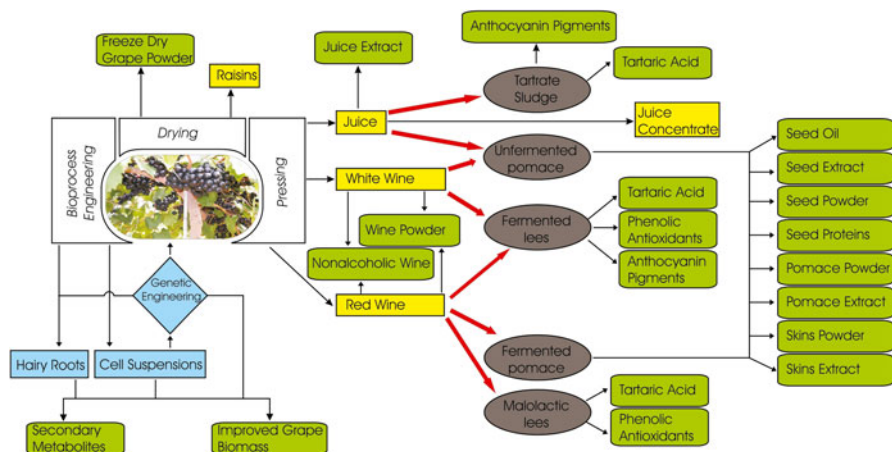 Freeze Dry
Grape Powder
Raisins
Juice Extract
Anthocyanin Pigments
Tartrate
Sludge
Tartaric Acid
Bioprocess
Engineering
Drying
Pressing
Juice
Juice
Concentrate
White Wine
Unfermented
pomace
Wine Powder
Nonalcoholic Wine
Red Wine
Fermented
lees
Tartaric Acid
Phenolic
Antioxidants
Anthocyanin
Pigments
Seed Oil
Seed Extract
Seed Powder
Seed Proteins
Pomace Powder
Pomace Extract
Skins Powder
Skins Extract
Genetic
Engineering
Hairy Roots
Cell Suspensions
Secondary
Metabolites
Improved Grape
Biomass
Fermented
pomace
Malolactic
lees
Tartaric Acid
Phenolic
Antioxidants